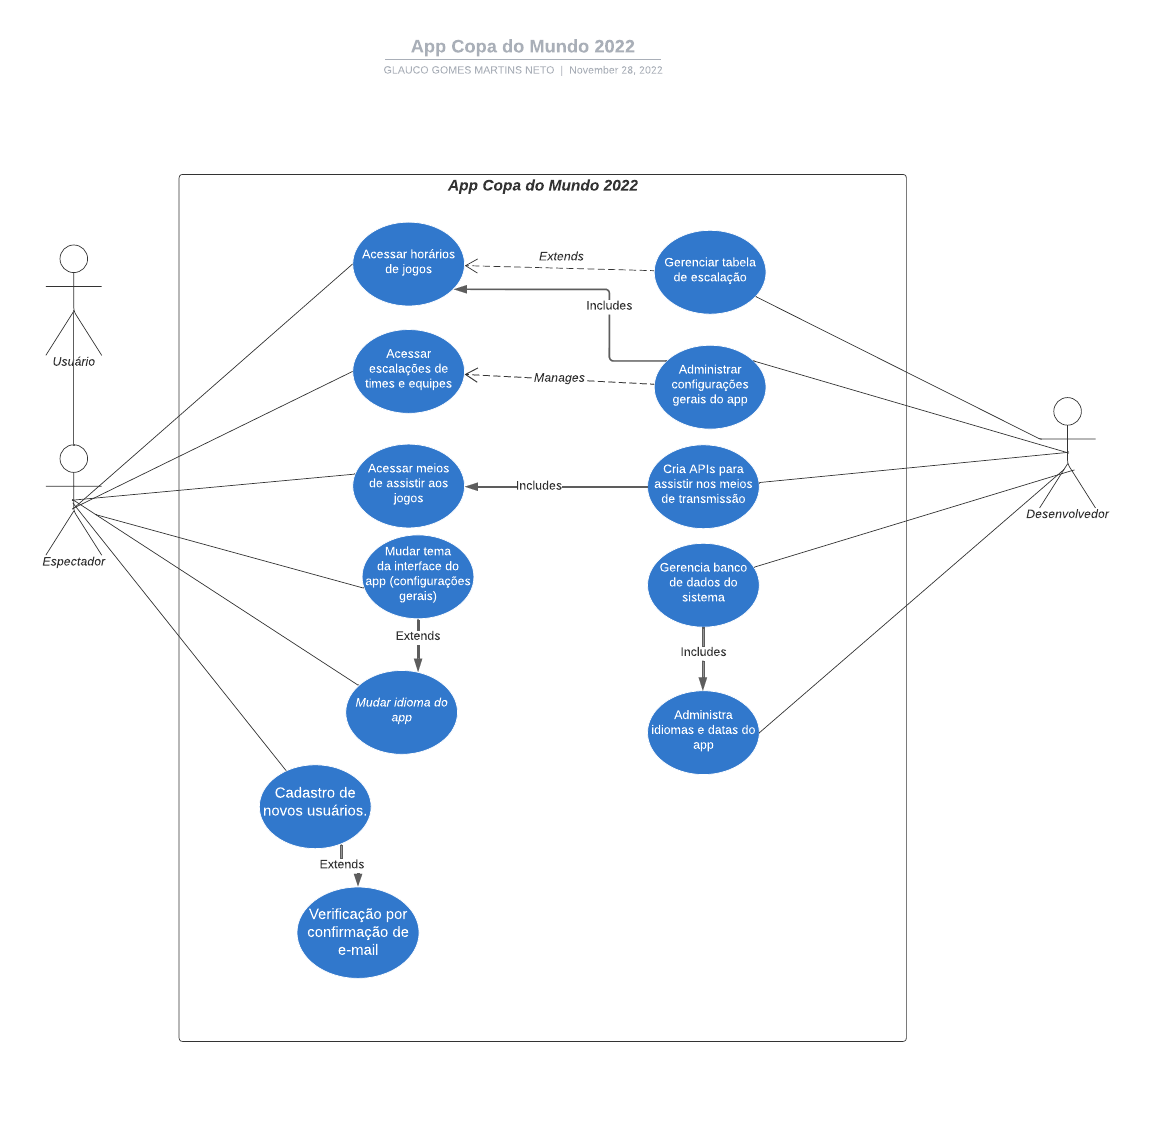 App Copa do Mundo 2022
GLAUCO GOMES MARTINS NETO | November 28, 2022
App Copa do Mundo 2022
Acessar horários
de jogos
Extends
Gerenciar tabela
de escalação
Includes
Usuário
Acessar
escalações de
times e equipes
Manages
Administrar
configurações
gerais do app
Acessar meios
de assistir aos
jogos
Includes
Cria APIs para
assistir nos meios
de transmissão
Desenvolvedor
Espectador
Mudar tema
da interface do
app (configurações
gerais)
Gerencia banco
de dados do
sistema
Extends
Includes
Mudar idioma do
app
Administra
idiomas e datas do
app
Cadastro de
novos usuários.
Extends
Verificação por
confirmação de
e-mail